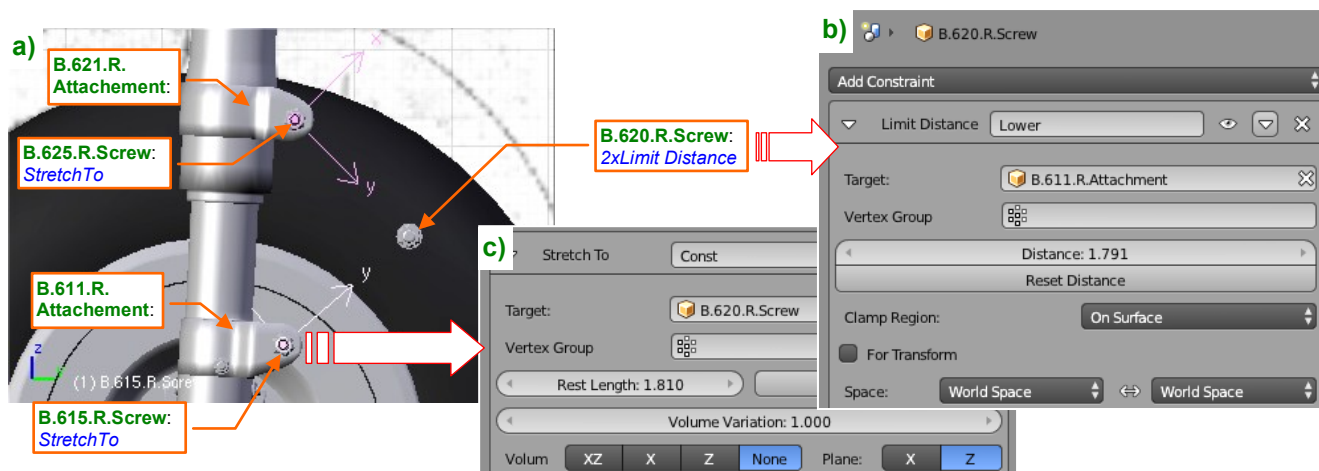 a)
B.621.R.
Attachement:
x
B.625.R.Screw:
StretchTo
y
B.620.R.Screw:
2xLimit Distance
B.611.R.
Attachement:
y
z
(1) B.615.R.Scre
B.615.R.Screw:
StretchTo
b)
B.620.R.Screw
Add Constraint
Limit Distance Lower
Target: B.611.R.Attachment
Vertex Group
Distance: 1.791
Reset Distance
Clamp Region: On Surface
For Transform
Space: World Space World Space
c)
Stretch To Const
Target: B.620.R.Screw
Vertex Group
Rest Length: 1.810
Volume Variation: 1.000
Volum XZ X Z None Plane: X Z